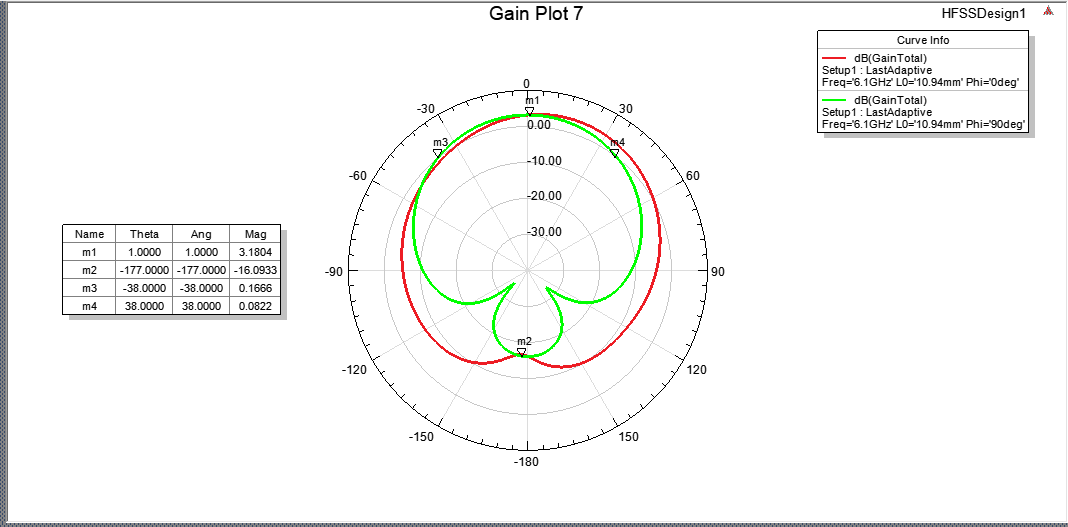 Gain Plot 7
HFSSDesign1
Curve Info
dB(GainTotal)
Setup1 : LastAdaptive
Freq='6.1GHz' L0='10.94mm' Phi='0deg'
dB(GainTotal)
Setup1 : LastAdaptive
Freq='6.1GHz' L0='10.94mm' Phi='90deg'
0
-30
m1
30
0.00
m3
m4
-10.00
-60
60
-20.00
-30.00
-90
90
m2
-120
120
-150
150
-180
Name Theta Ang Mag
m1 1.0000 1.0000 3.1804
m2 -177.0000 -177.0000 -16.0933
m3 -38.0000 -38.0000 0.1666
m4 38.0000 38.0000 0.0822